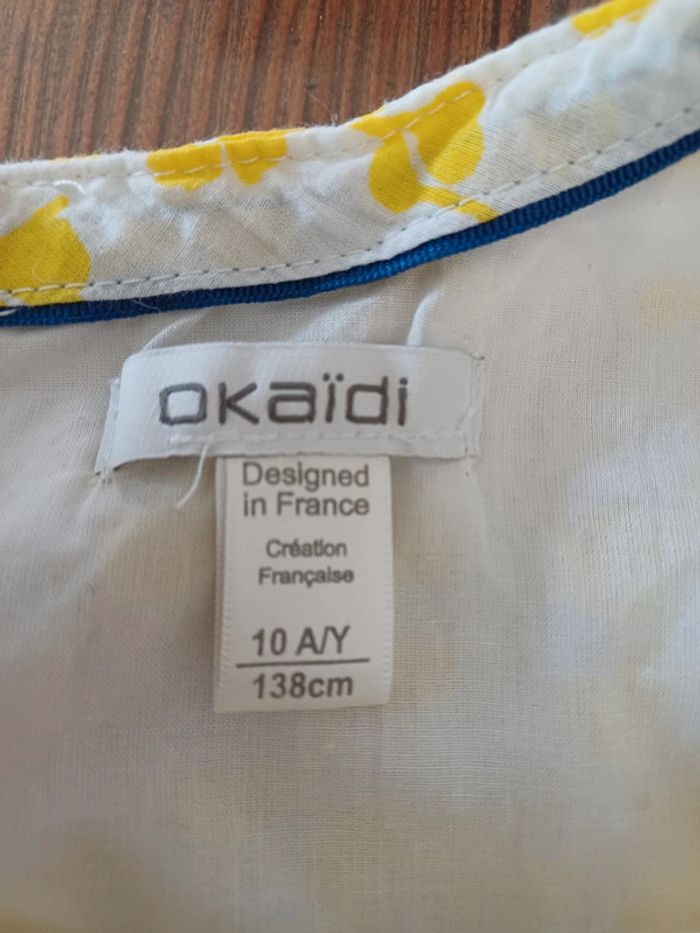 okaïdi
Designed
in France
Création
Française
10 A/Y
138cm